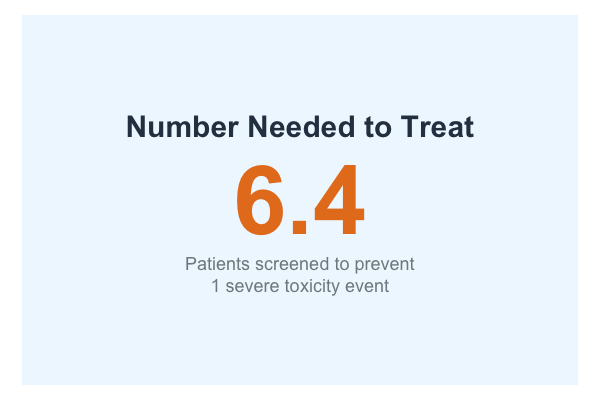 Number Needed to Treat
6.4
Patients screened to prevent
1 severe toxicity event